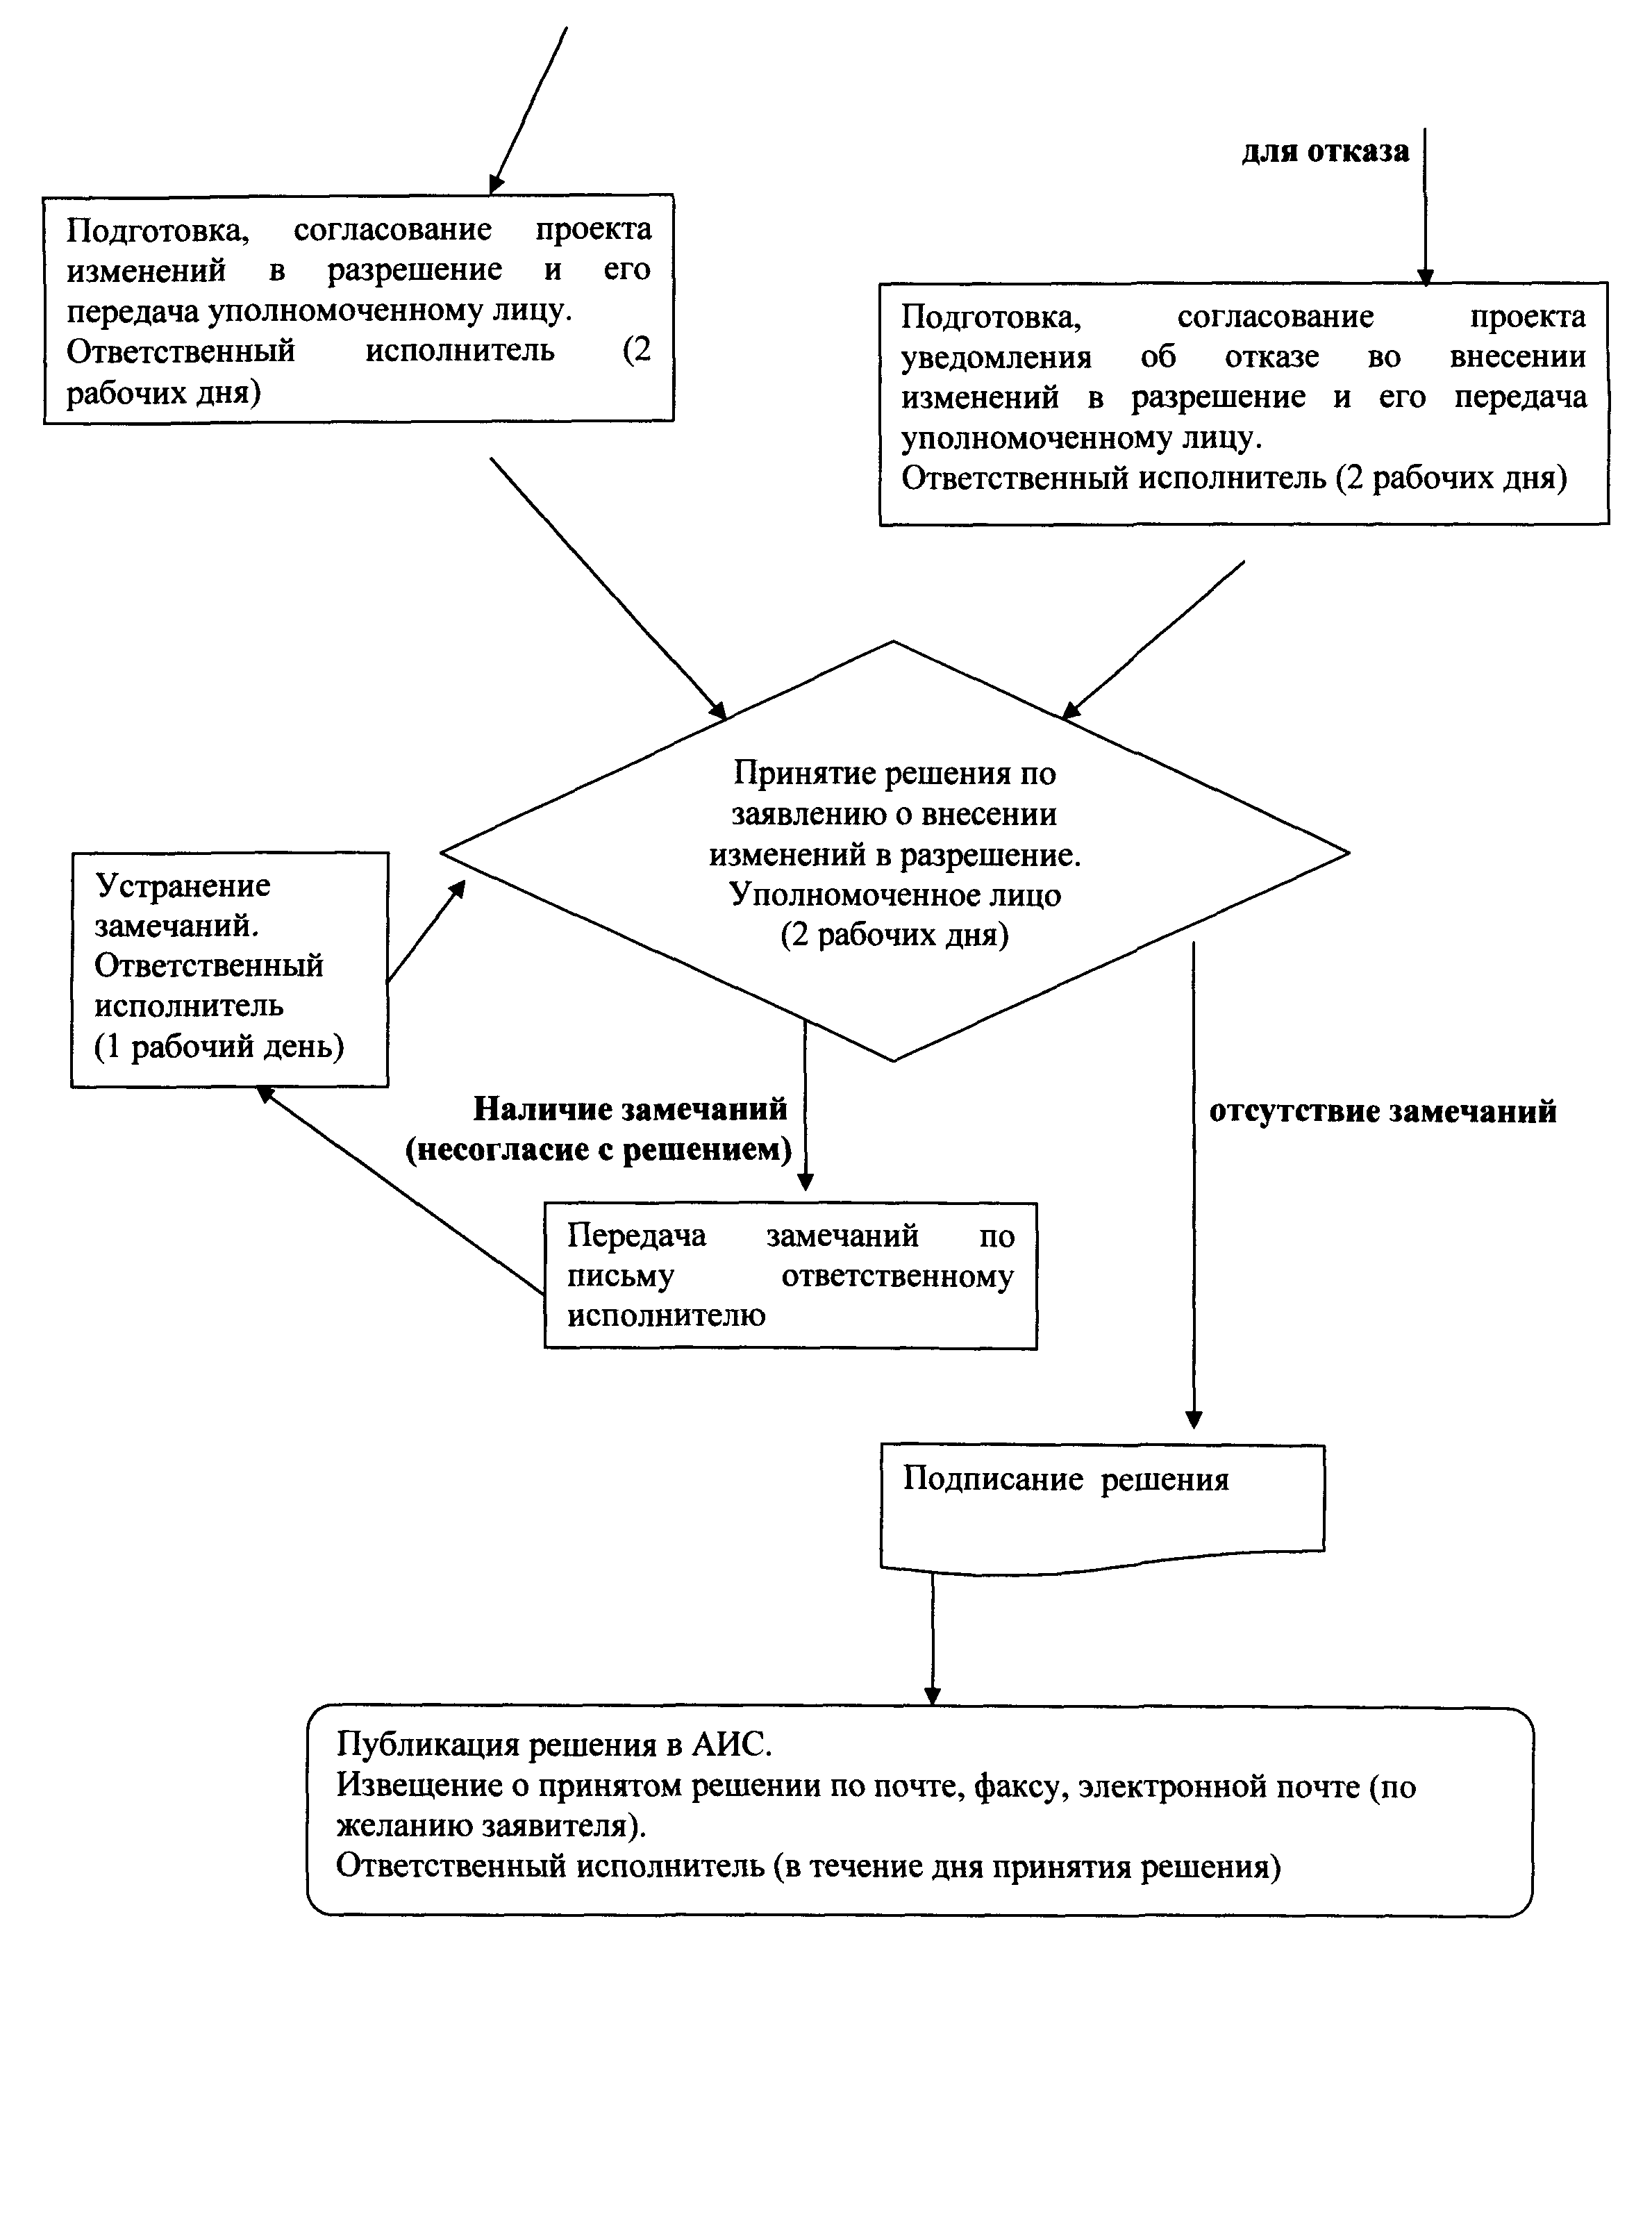 для отказа
Подготовка, согласование проекта
изменений в разрешение и его
передача уполномоченному лицу.
Ответственный исполнитель (2
рабочих дня)
Подготовка, согласование проекта
уведомления об отказе во внесении
изменений в разрешение и его передача
уполномоченному лицу.
Ответственный исполнитель (2 рабочих дня)
Принятие решения по
заявлению о внесении
изменений в разрешение.
Уполномоченное лицо
(2 рабочих дня)
Устранение
замечаний.
Ответственный
исполнитель
(1 рабочий день)
Наличие замечаний
(несогласие с решением)
отсутствие замечаний
Передача замечаний по
письму ответственному
исполнителю
Подписание решения
Публикация решения в АИС.
Извещение о принятом решении по почте, факсу, электронной почте (по
желанию заявителя).
Ответственный исполнитель (в течение дня принятия решения)